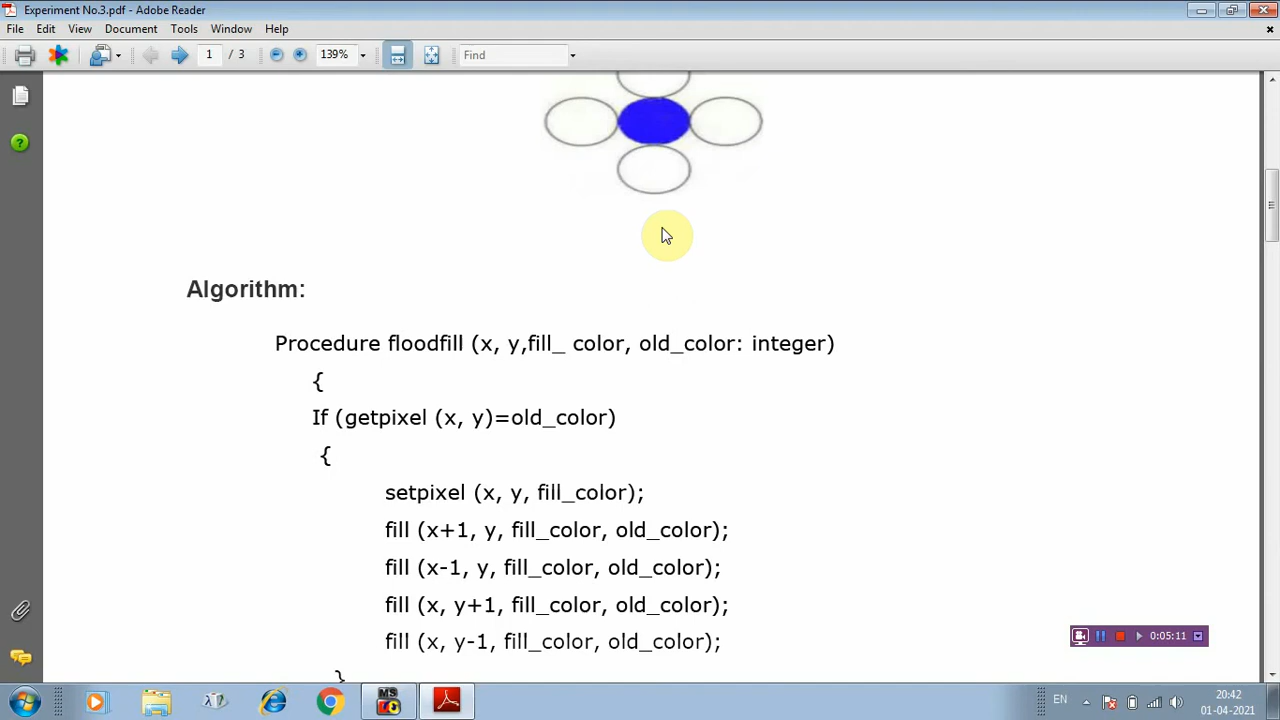 Experiment No.3.pdf - Adobe Reader
File Edit View Document Tools Window Help
1 / 3 139% Find
Algorithm:
Procedure floodfill (x, y,fill_ color, old_color: integer)
{
If (getpixel (x, y)=old_color)
{
setpixel (x, y, fill_color);
fill (x+1, y, fill_color, old_color);
fill (x-1, y, fill_color, old_color);
fill (x, y+1, fill_color, old_color);
fill (x, y-1, fill_color, old_color);
}
0:05:11
MS
EN
20:42
01-04-2021